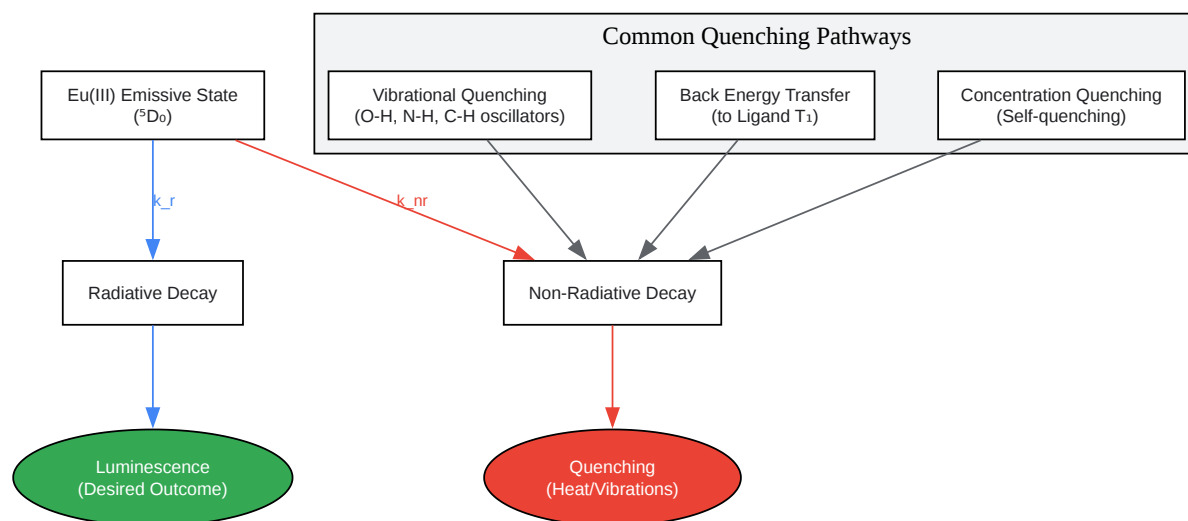 Common Quenching Pathways
Eu(III) Emissive State
(⁵D₀)
Vibrational Quenching
(O-H, N-H, C-H oscillators)
Back Energy Transfer
(to Ligand T₁)
Concentration Quenching
(Self-quenching)
k_r
k_nr
Radiative Decay
Non-Radiative Decay
Luminescence
(Desired Outcome)
Quenching
(Heat/Vibrations)